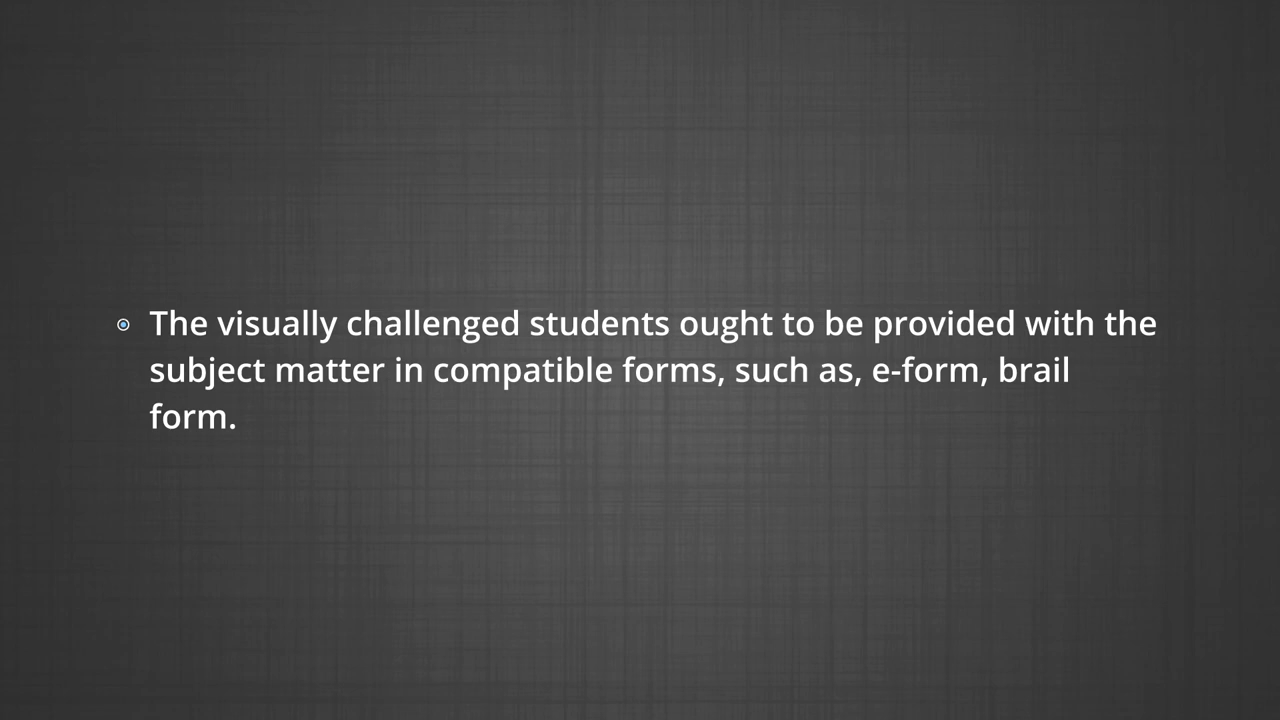 The visually challenged students ought to be provided with the
subject matter in compatible forms, such as, e-form, brail
form.